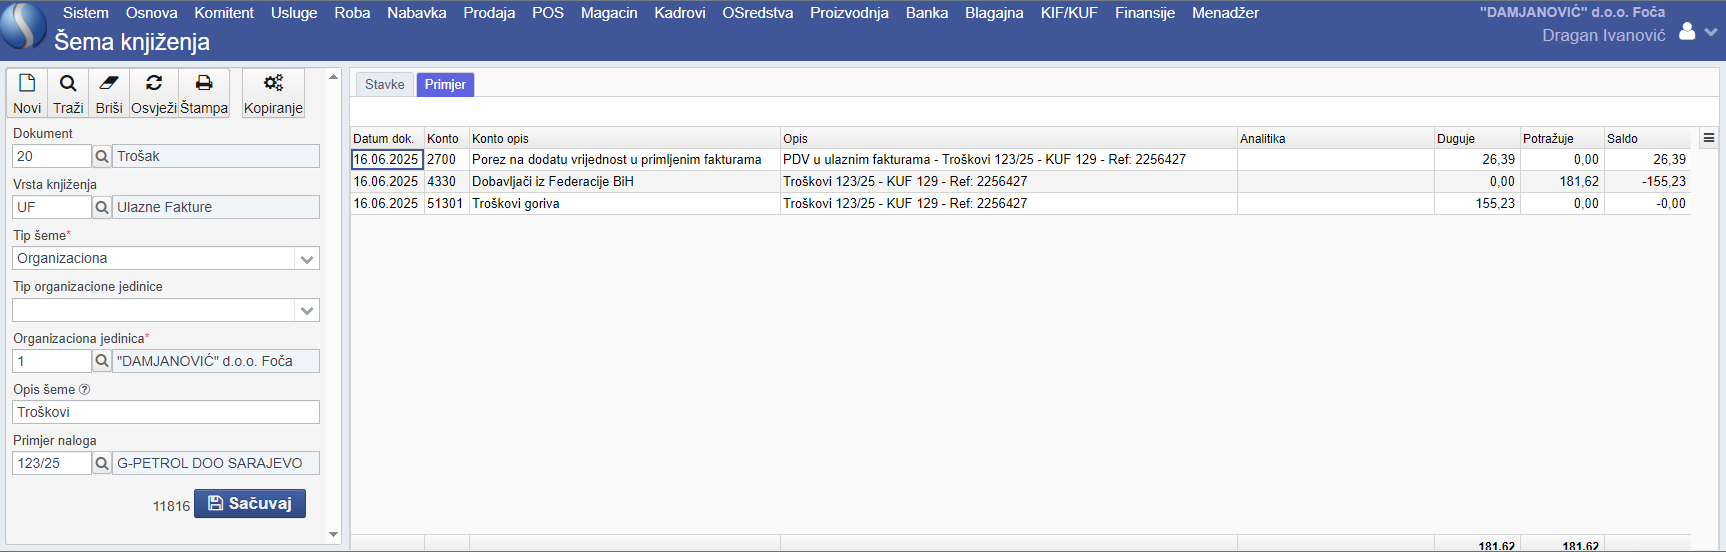 Sistem Osnova Komitent Usluge Roba Nabavka Prodaja POS Magacin Kadrovi OSredstva Proizvodnja Banka Blagajna KIF/KUF Finansije Menadžer
"DAMJANOVIĆ" d.o.o. Foča
Šema knjiženja
Dragan Ivanović
Novi Traži Briši Osvježi Štampa Kopiranje
Stavke Primjer
Dokument
20 Trošak
Vrsta knjiženja
UF Ulazne Fakture
Tip šeme*
Organizaciona
Tip organizacione jedinice
Organizaciona jedinica*
1 "DAMJANOVIĆ" d.o.o. Foča
Opis šeme ?
Troškovi
Primjer naloga
123/25 G-PETROL DOO SARAJEVO
11816 Sačuvaj
Datum dok. Konto Konto opis Opis Analitika Duguje Potražuje Saldo
16.06.2025 2700 Porez na dodatu vrijednost u primljenim fakturama PDV u ulaznim fakturama - Troškovi 123/25 - KUF 129 - Ref: 2256427 26,39 0,00 26,39
16.06.2025 4330 Dobavljači iz Federacije BiH Troškovi 123/25 - KUF 129 - Ref: 2256427 0,00 181,62 -155,23
16.06.2025 51301 Troškovi goriva Troškovi 123/25 - KUF 129 - Ref: 2256427 155,23 0,00 -0,00
181,62 181,62